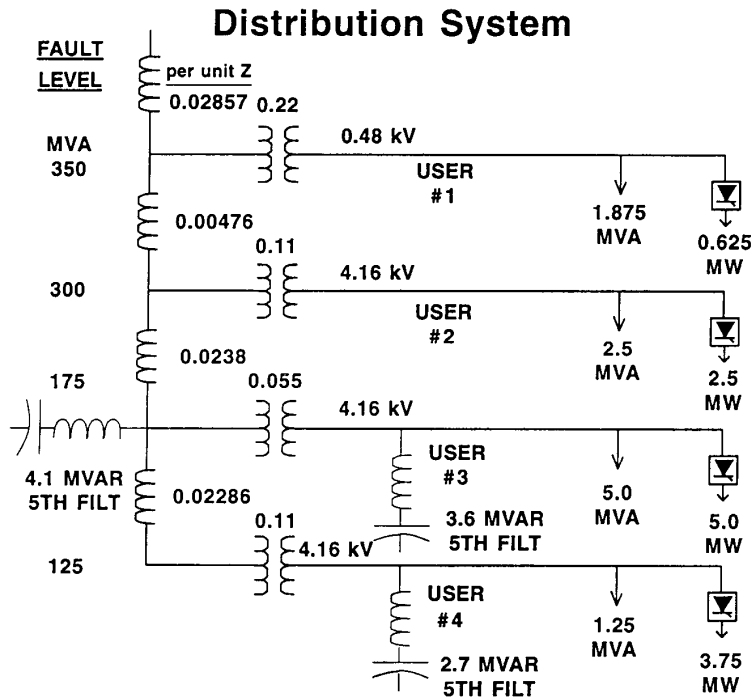 Distribution System
FAULT
LEVEL
per unit Z
0.02857
0.22
MVA
350
0.48 kV
USER
#1
1.875
MVA
0.625
MW
0.00476
0.11
300
4.16 kV
USER
#2
2.5
MVA
2.5
MW
0.0238
175
0.055
4.16 kV
USER
#3
4.1 MVAR
5TH FILT
0.02286
3.6 MVAR
5TH FILT
5.0
MVA
5.0
MW
0.11
4.16 kV
125
USER
#4
1.25
MVA
3.75
MW
2.7 MVAR
5TH FILT